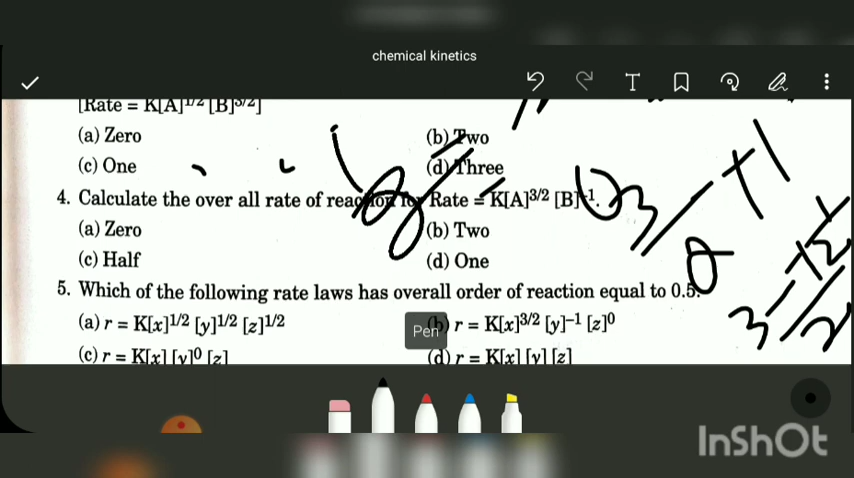 chemical kinetics
T
[Rate = K[A]1/2 [B]3/2]
(a) Zero
(b) Two
(c) One
(d) Three
4. Calculate the over all rate of reaction for Rate = K[A]3/2 [B]-1.
(a) Zero
(b) Two
(c) Half
(d) One
5. Which of the following rate laws has overall order of reaction equal to 0.5.
(a) r = K[x]1/2 [y]1/2 [z]1/2
(b) r = K[x]3/2 [y]-1 [z]0
Pen
(c) r = K[x] [y]0 [z]
(d) r = K[x] [y] [z]
InShOt